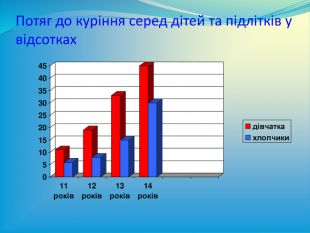 Потяг до куріння серед дітей та підлітків у
відсотках
45
40
35
30
25
20
15
10
5
0
11 12 13 14
років років років років
дівчатка
хлопчики